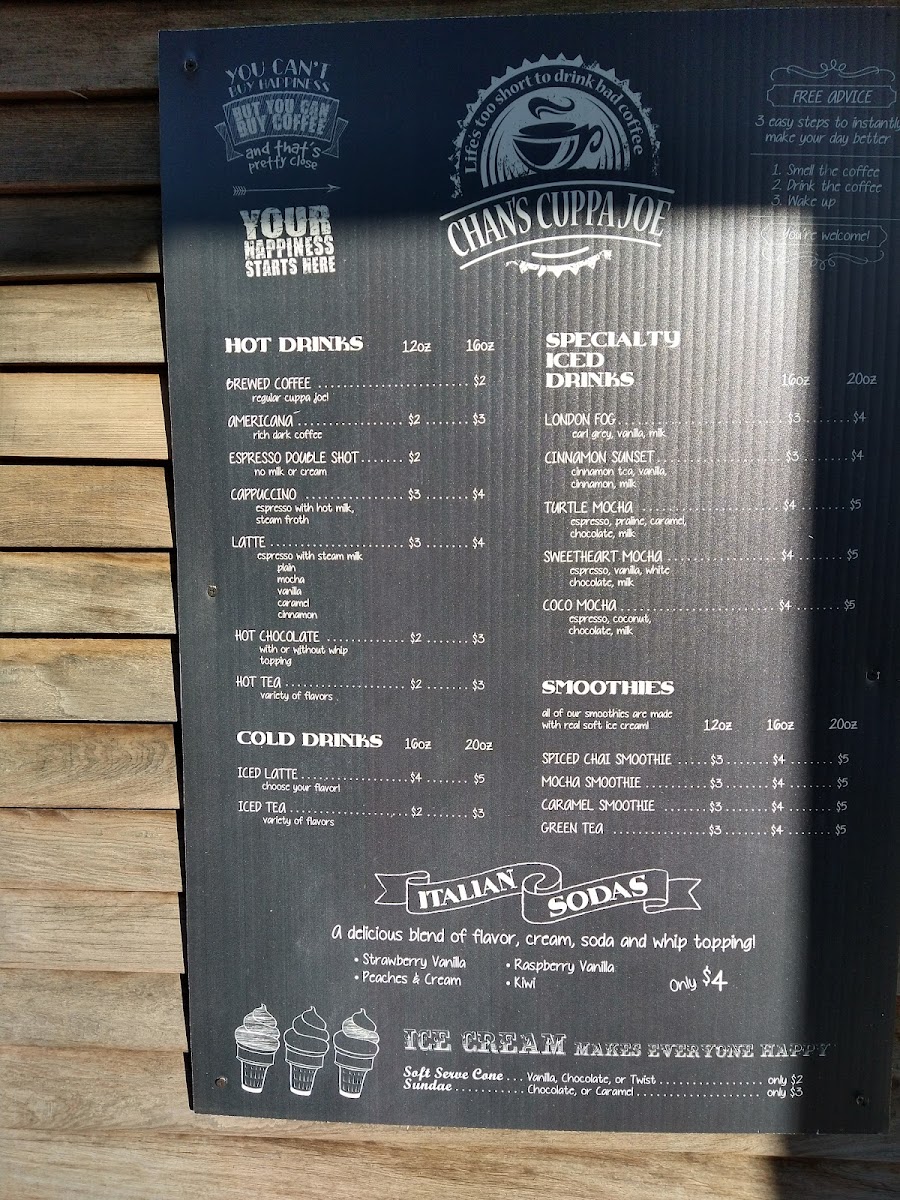 YOU CAN'T
BUY HAPPINESS
BUT YOU CAN
BUY COFFEE
and that's
pretty close
YOUR
HAPPINESS
STARTS HERE
Life's too short to drink bad coffee
CHAN'S CUPPA JOE
FREE ADVICE
3 easy steps to instantly
make your day better
1. Smell the coffee
2. Drink the coffee
3. Wake up
You're welcome!
HOT DRINKS 12oz 16oz
BREWED COFFEE $2
regular cuppa joe!
AMERICANA $2 $3
rich dark coffee
ESPRESSO DOUBLE SHOT $2
no milk or cream
CAPPUCCINO $3 $4
espresso with hot milk,
steam froth
LATTE $3 $4
espresso with steam milk
plain
mocha
vanilla
caramel
cinnamon
HOT CHOCOLATE $2 $3
with or without whip
topping
HOT TEA $2 $3
variety of flavors
COLD DRINKS 16oz 20oz
ICED LATTE $4 $5
choose your flavor!
ICED TEA $2 $3
variety of flavors
SPECIALTY
ICED
DRINKS 16oz 20oz
LONDON FOG $3 $4
earl grey, vanilla, milk
CINNAMON SUNSET $3 $4
cinnamon tea, vanilla,
cinnamon, milk
TURTLE MOCHA $4 $5
espresso, praline, caramel,
chocolate, milk
SWEETHEART MOCHA $4 $5
espresso, vanilla, white
chocolate, milk
COCO MOCHA $4 $5
espresso, coconut,
chocolate, milk
SMOOTHIES
all of our smoothies are made
with real soft ice cream! 12oz 16oz 20oz
SPICED CHAI SMOOTHIE $3 $4 $5
MOCHA SMOOTHIE $3 $4 $5
CARAMEL SMOOTHIE $3 $4 $5
GREEN TEA $3 $4 $5
ITALIAN SODAS
A delicious blend of flavor, cream, soda and whip topping!
• Strawberry Vanilla • Raspberry Vanilla
• Peaches & Cream • Kiwi
Only $4
ICE CREAM MAKES EVERYONE HAPPY
Soft Serve Cone ... Vanilla, Chocolate, or Twist only $2
Sundae Chocolate, or Caramel only $3